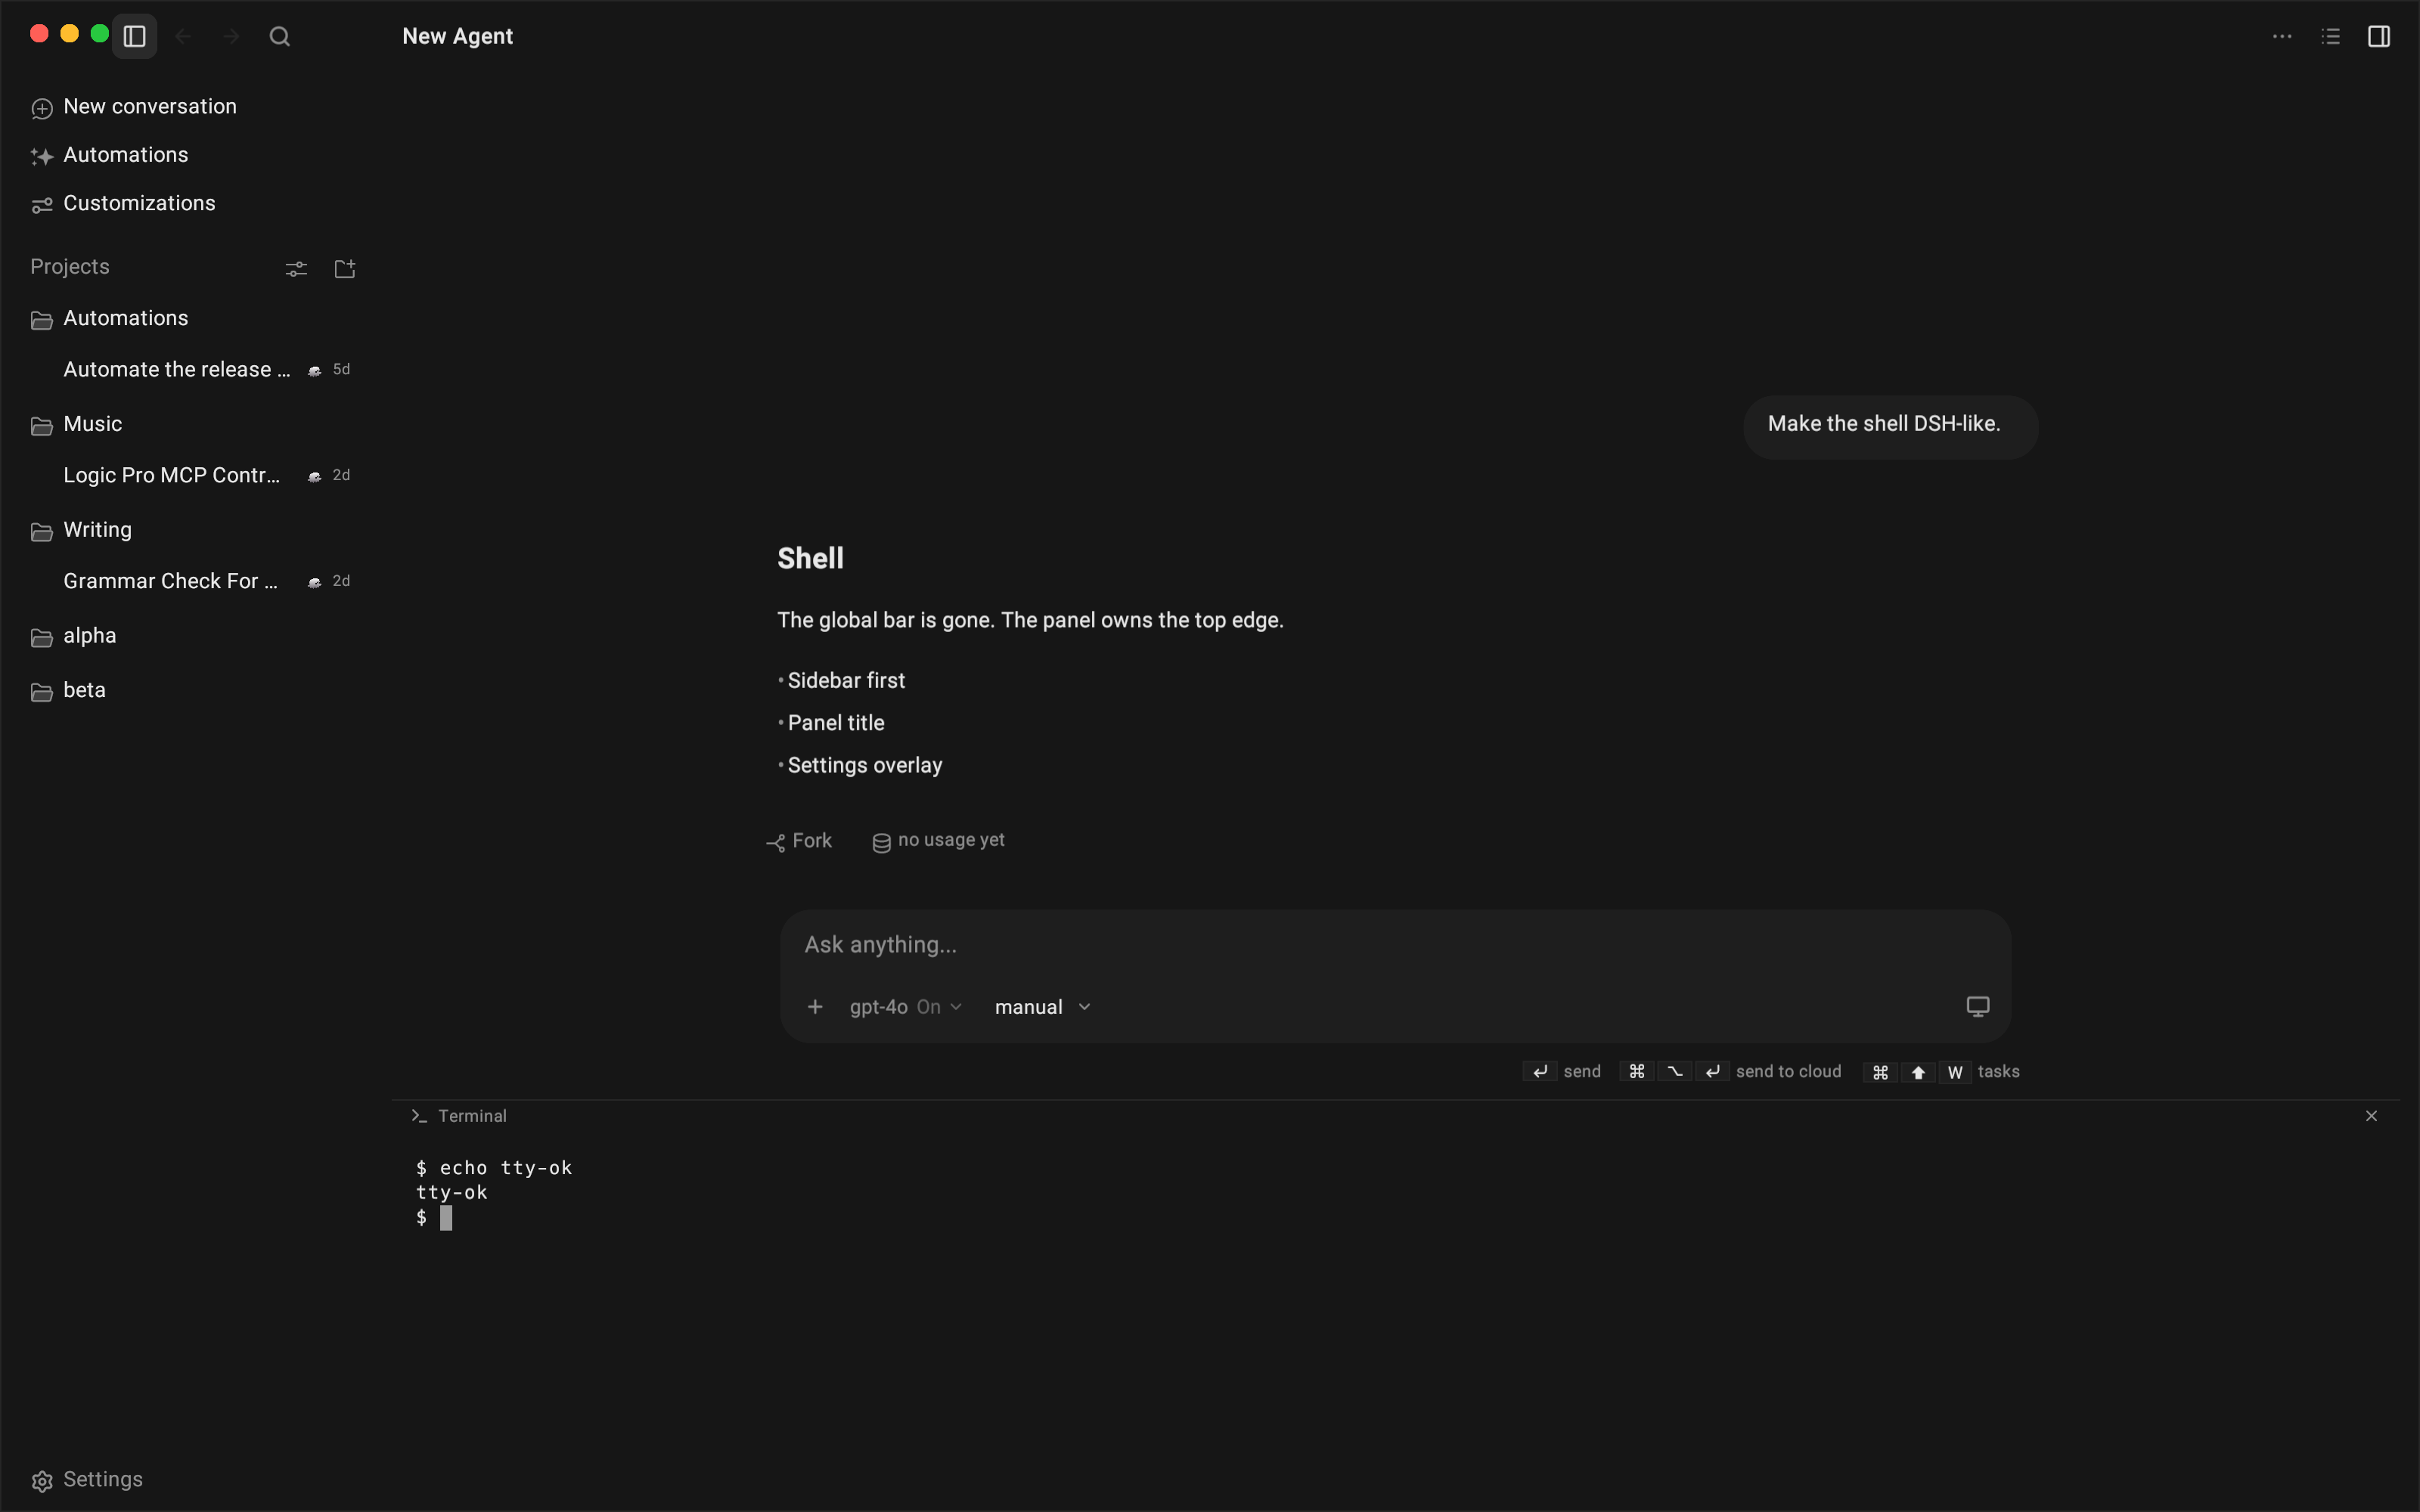 New Agent
New conversation
Automations
Customizations
Projects
Automations
Automate the release ... 5d
Music
Logic Pro MCP Contr... 2d
Writing
Grammar Check For ... 2d
alpha
beta
Settings
Make the shell DSH-like.
Shell
The global bar is gone. The panel owns the top edge.
• Sidebar first
• Panel title
• Settings overlay
Fork no usage yet
Ask anything...
gpt-4o On manual
↵ send ⌘ ⌥ ↵ send to cloud ⌘ ⬆ W tasks
Terminal
$ echo tty-ok
tty-ok
$